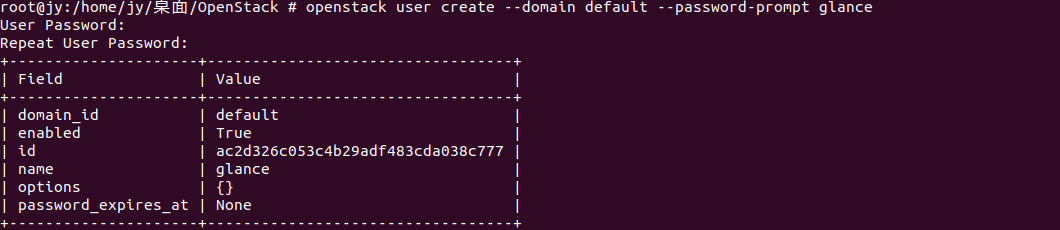 root@jy:/home/jy/桌面/OpenStack # openstack user create --domain default --password-prompt glance
User Password:
Repeat User Password:
+---------------------+----------------------------------+
| Field               | Value                            |
+---------------------+----------------------------------+
| domain_id           | default                          |
| enabled             | True                             |
| id                  | ac2d326c053c4b29adf483cda038c777 |
| name                | glance                           |
| options             | {}                               |
| password_expires_at | None                             |
+---------------------+----------------------------------+